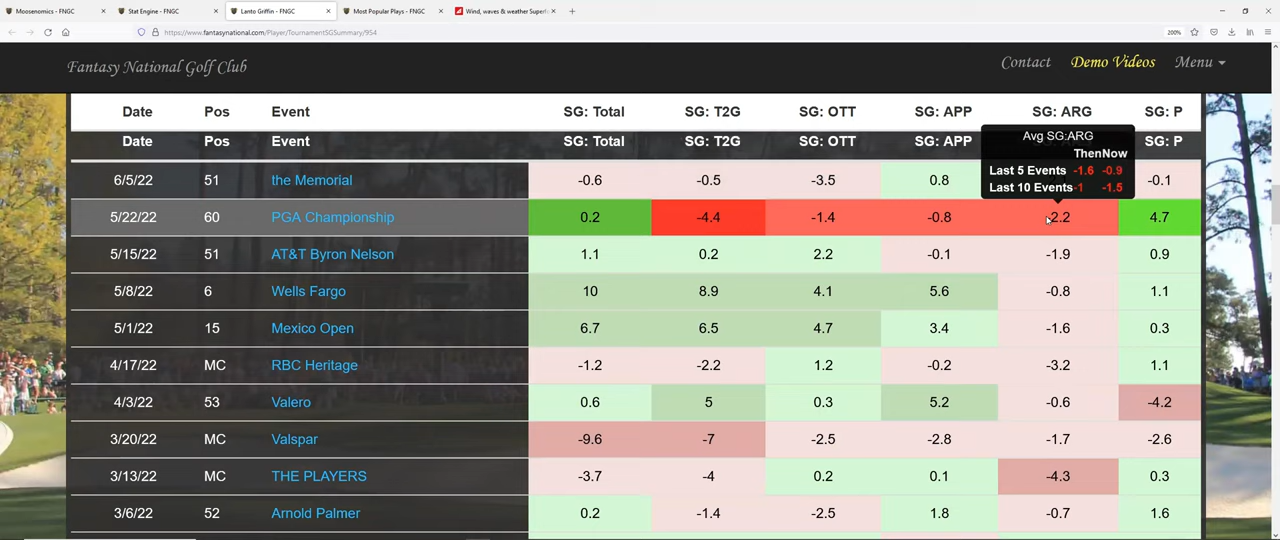 Moosenomics - FNGC
Stat Engine - FNGC
Lanto Griffin - FNGC
Most Popular Plays - FNGC
Wind, waves & weather Superf
https://www.fantasynational.com/Player/TournamentSGSummary/954
200%
Fantasy National Golf Club
Contact Demo Videos Menu
Date Pos Event SG: Total SG: T2G SG: OTT SG: APP SG: ARG SG: P
Date Pos Event SG: Total SG: T2G SG: OTT SG: APP SG: P
Avg SG:ARG
ThenNow
Last 5 Events -1.6 -0.9
Last 10 Events -1 -1.5
6/5/22 51 the Memorial -0.6 -0.5 -3.5 0.8 -0.1
5/22/22 60 PGA Championship 0.2 -4.4 -1.4 -0.8 -2.2 4.7
5/15/22 51 AT&T Byron Nelson 1.1 0.2 2.2 -0.1 -1.9 0.9
5/8/22 6 Wells Fargo 10 8.9 4.1 5.6 -0.8 1.1
5/1/22 15 Mexico Open 6.7 6.5 4.7 3.4 -1.6 0.3
4/17/22 MC RBC Heritage -1.2 -2.2 1.2 -0.2 -3.2 1.1
4/3/22 53 Valero 0.6 5 0.3 5.2 -0.6 -4.2
3/20/22 MC Valspar -9.6 -7 -2.5 -2.8 -1.7 -2.6
3/13/22 MC THE PLAYERS -3.7 -4 0.2 0.1 -4.3 0.3
3/6/22 52 Arnold Palmer 0.2 -1.4 -2.5 1.8 -0.7 1.6